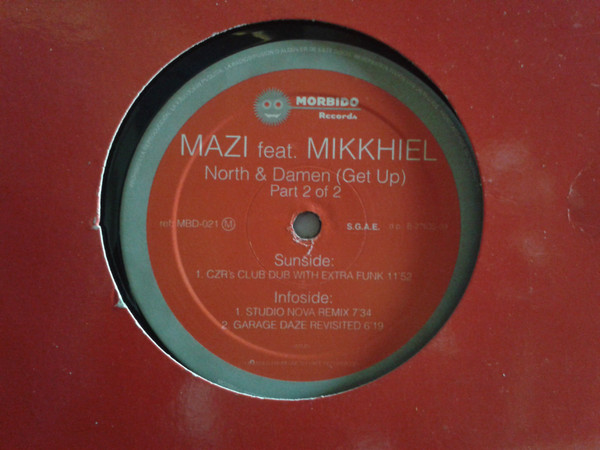 MORBIDO
Records
MAZI feat. MIKKHIEL
North & Damen (Get Up)
Part 2 of 2
ref: MBD-021 M
S.G.A.E.
Sunside:
1. CZR's CLUB DUB WITH EXTRA FUNK 11'52
Infoside:
1. STUDIO NOVA REMIX 7'34
2. GARAGE DAZE REVISITED 6'19